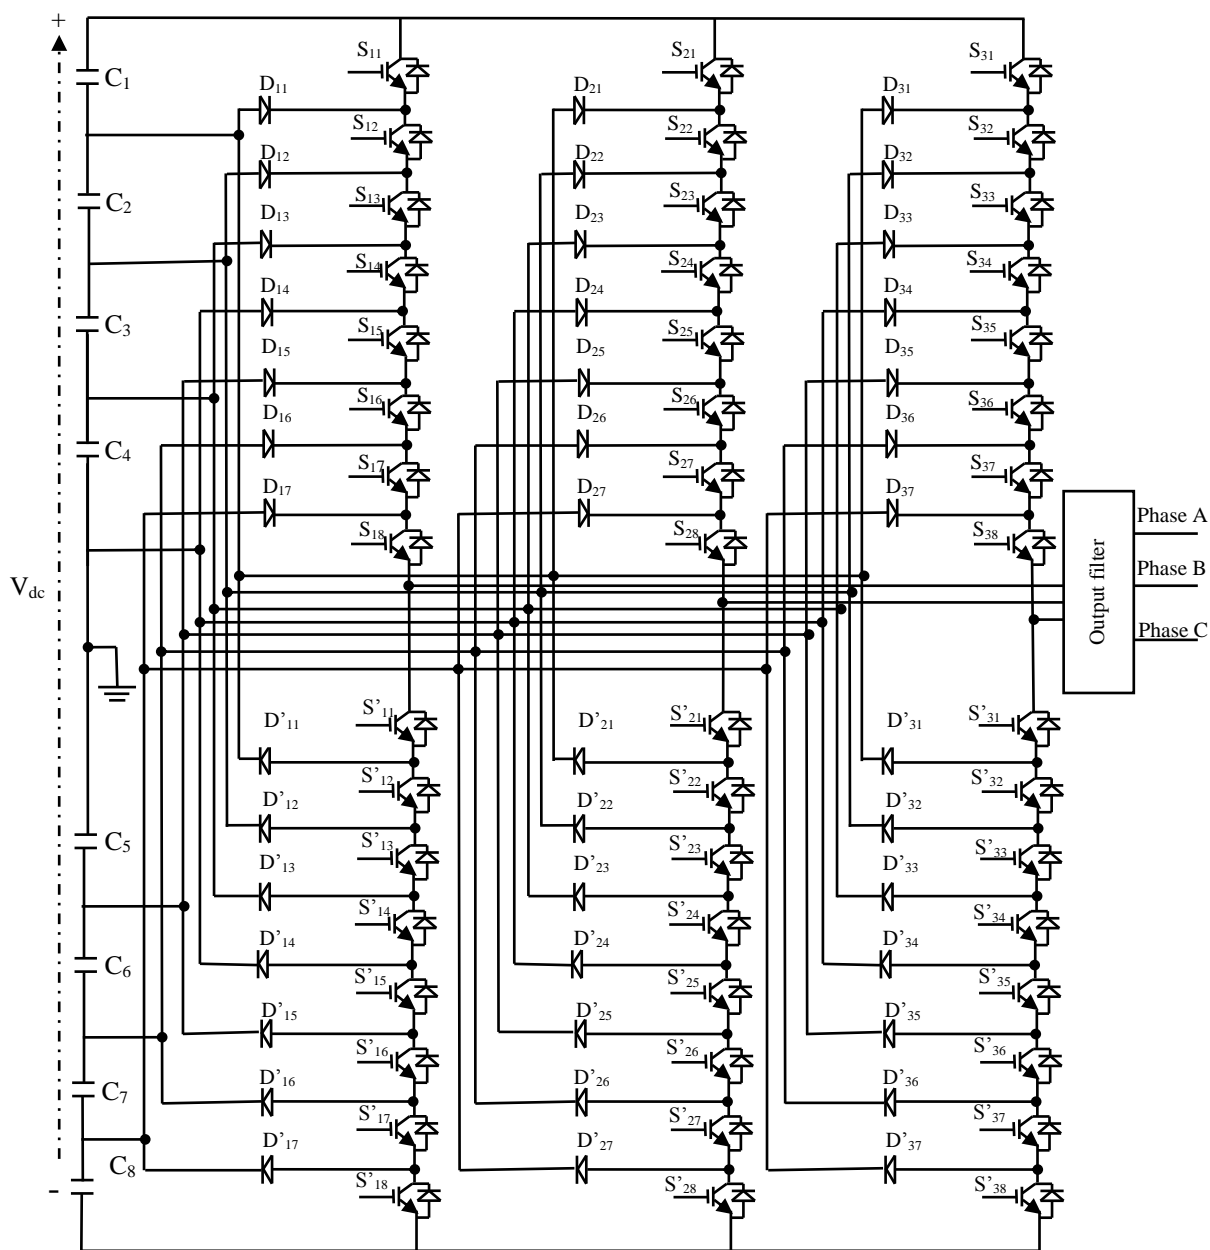 +
S11 S21 S31
C1
D11 D21 D31
S12 S22 S32
D12 D22 D32
C2
S13 S23 S33
D13 D23 D33
S14 S24 S34
D14 D24 D34
C3
S15 S25 S35
D15 D25 D35
S16 S26 S36
D16 D26 D36
C4
S17 S27 S37
D17 D27 D37
S18 S28 S38
Phase A
Phase B
Phase C
Output filter
Vdc
S'11 S'21 S'31
D'11 D'21 D'31
S'12 S'22 S'32
D'12 D'22 D'32
C5
S'13 S'23 S'33
D'13 D'23 D'33
S'14 S'24 S'34
D'14 D'24 D'34
C6
S'15 S'25 S'35
D'15 D'25 D'35
S'16 S'26 S'36
D'16 D'26 D'36
C7
S'17 S'27 S'37
D'17 D'27 D'37
C8
S'18 S'28 S'38
-